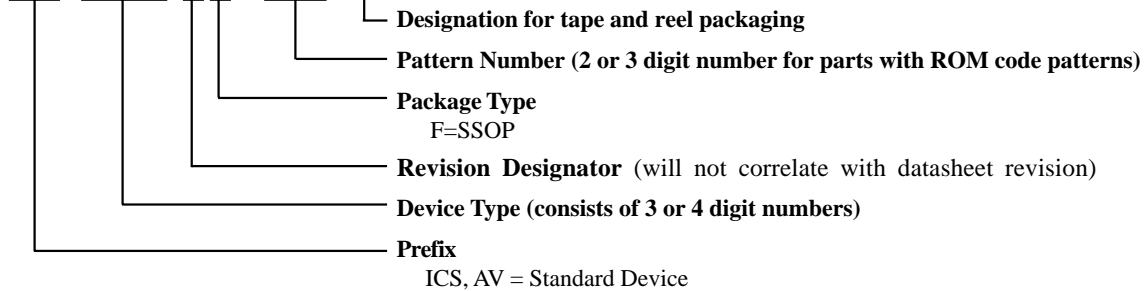 Designation for tape and reel packaging
Pattern Number (2 or 3 digit number for parts with ROM code patterns)
Package Type
F=SSOP
Revision Designator (will not correlate with datasheet revision)
Device Type (consists of 3 or 4 digit numbers)
Prefix
ICS, AV = Standard Device